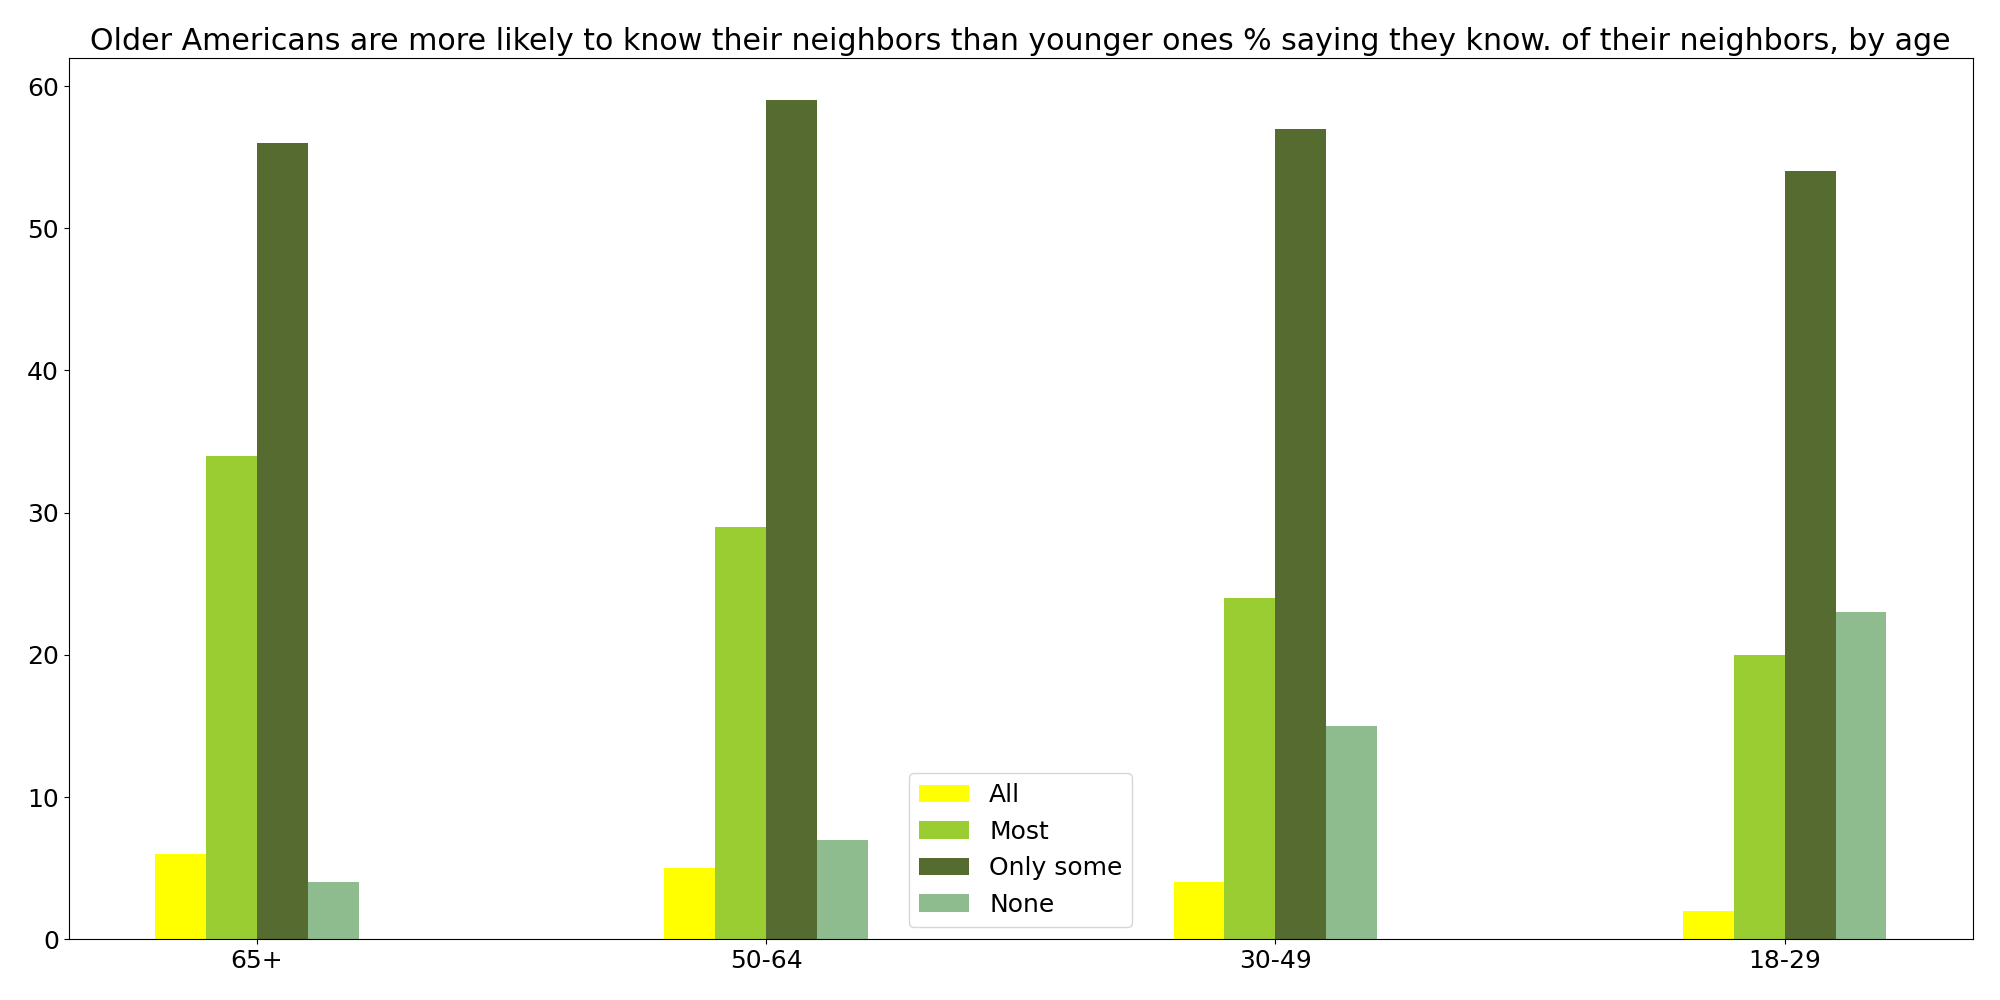 Older Americans are more likely to know their neighbors than younger ones % saying they know. of their neighbors, by age
60
50
40
30
20
10
0
All
Most
Only some
None
65+
50-64
30-49
18-29